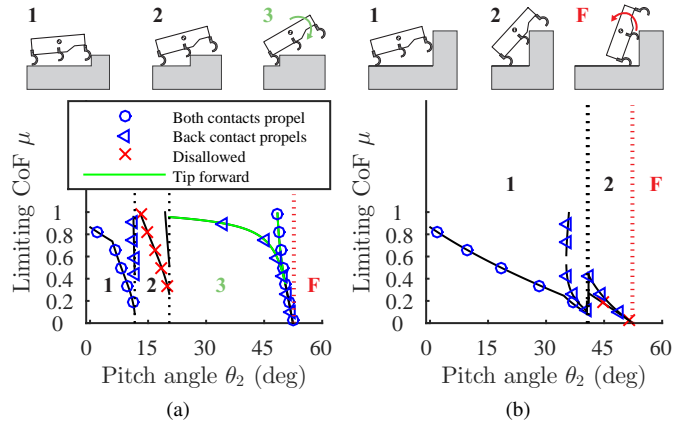 1 2 3 F 1 2 F
Both contacts propel
Back contact propels
Disallowed
Tip forward
Limiting CoF μ
1
0.8
0.6
0.4
0.2
0
1 2 3 F
0 15 30 45 60
Pitch angle θ2 (deg)
(a)
Limiting CoF μ
1
0.8
0.6
0.4
0.2
0
1 2 F
0 15 30 45 60
Pitch angle θ2 (deg)
(b)